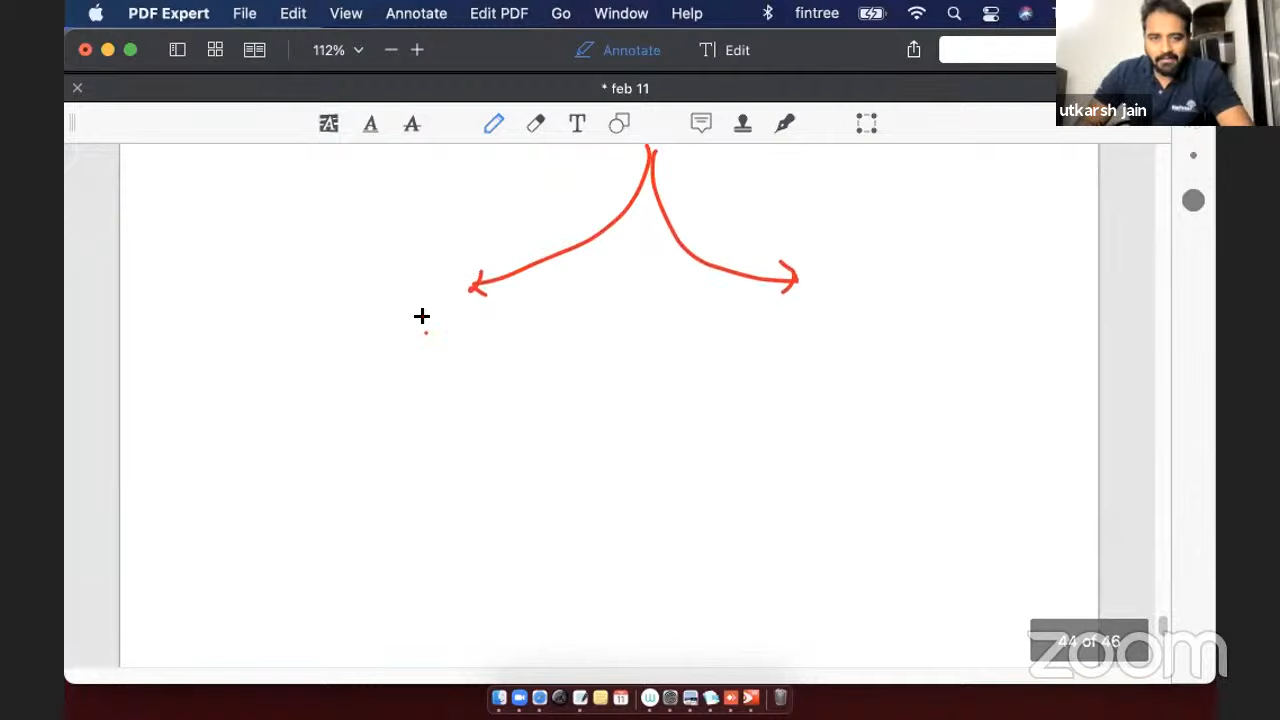 PDF Expert File Edit View Annotate Edit PDF Go Window Help fintree
112% Annotate T Edit
* feb 11
A A A T
utkarsh jain
44 of 46
zoom
11